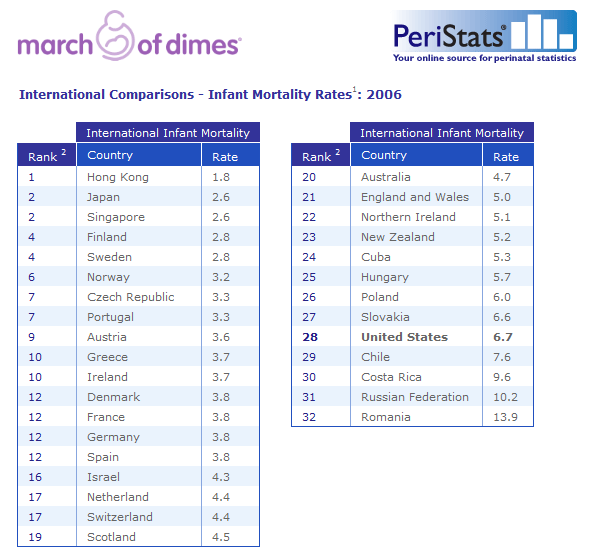 march of dimes®
PeriStats®
Your online source for perinatal statistics
International Comparisons - Infant Mortality Rates1: 2006
International Infant Mortality
Rank 2 Country Rate
1 Hong Kong 1.8
2 Japan 2.6
2 Singapore 2.6
4 Finland 2.8
4 Sweden 2.8
6 Norway 3.2
7 Czech Republic 3.3
7 Portugal 3.3
9 Austria 3.6
10 Greece 3.7
10 Ireland 3.7
12 Denmark 3.8
12 France 3.8
12 Germany 3.8
12 Spain 3.8
16 Israel 4.3
17 Netherland 4.4
17 Switzerland 4.4
19 Scotland 4.5
International Infant Mortality
Rank 2 Country Rate
20 Australia 4.7
21 England and Wales 5.0
22 Northern Ireland 5.1
23 New Zealand 5.2
24 Cuba 5.3
25 Hungary 5.7
26 Poland 6.0
27 Slovakia 6.6
28 United States 6.7
29 Chile 7.6
30 Costa Rica 9.6
31 Russian Federation 10.2
32 Romania 13.9